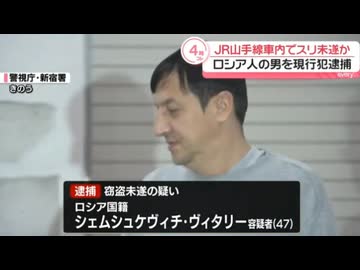 4時
JR山手線車内でスリ未遂か
ロシア人の男を現行犯逮捕
every.
警視庁・新宿署
きのう
逮捕 窃盗未遂の疑い
ロシア国籍
シェムシュケヴィチ・ヴィタリー容疑者(47)